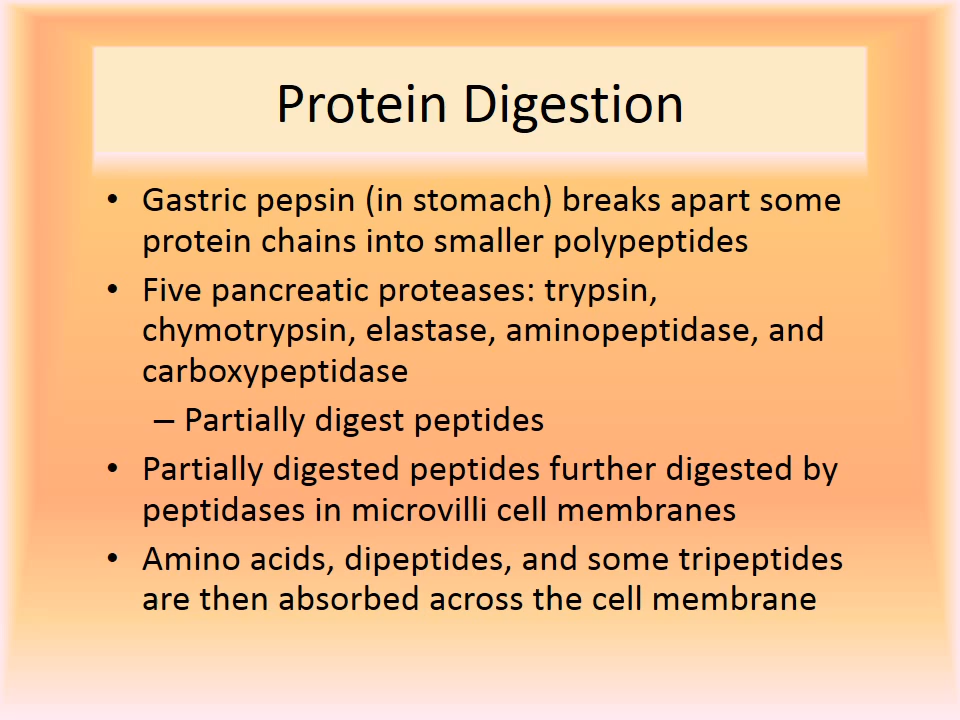 Protein Digestion
• Gastric pepsin (in stomach) breaks apart some
protein chains into smaller polypeptides
• Five pancreatic proteases: trypsin,
chymotrypsin, elastase, aminopeptidase, and
carboxypeptidase
– Partially digest peptides
• Partially digested peptides further digested by
peptidases in microvilli cell membranes
• Amino acids, dipeptides, and some tripeptides
are then absorbed across the cell membrane